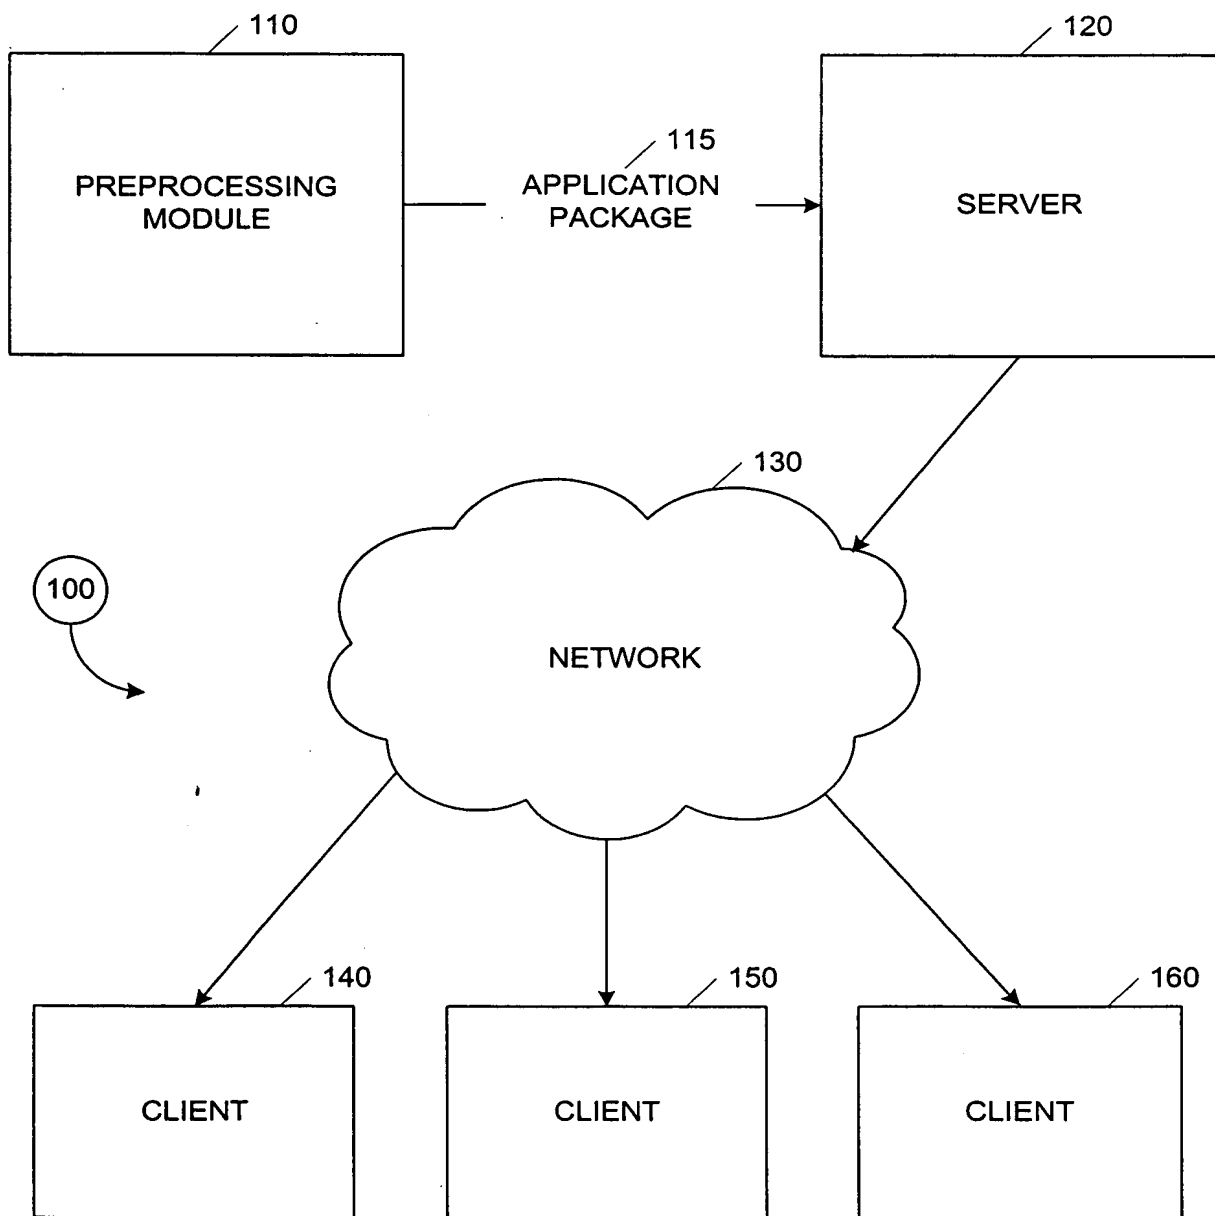 110
120
115
PREPROCESSING
MODULE
APPLICATION
PACKAGE
SERVER
130
100
NETWORK
140
150
160
CLIENT
CLIENT
CLIENT